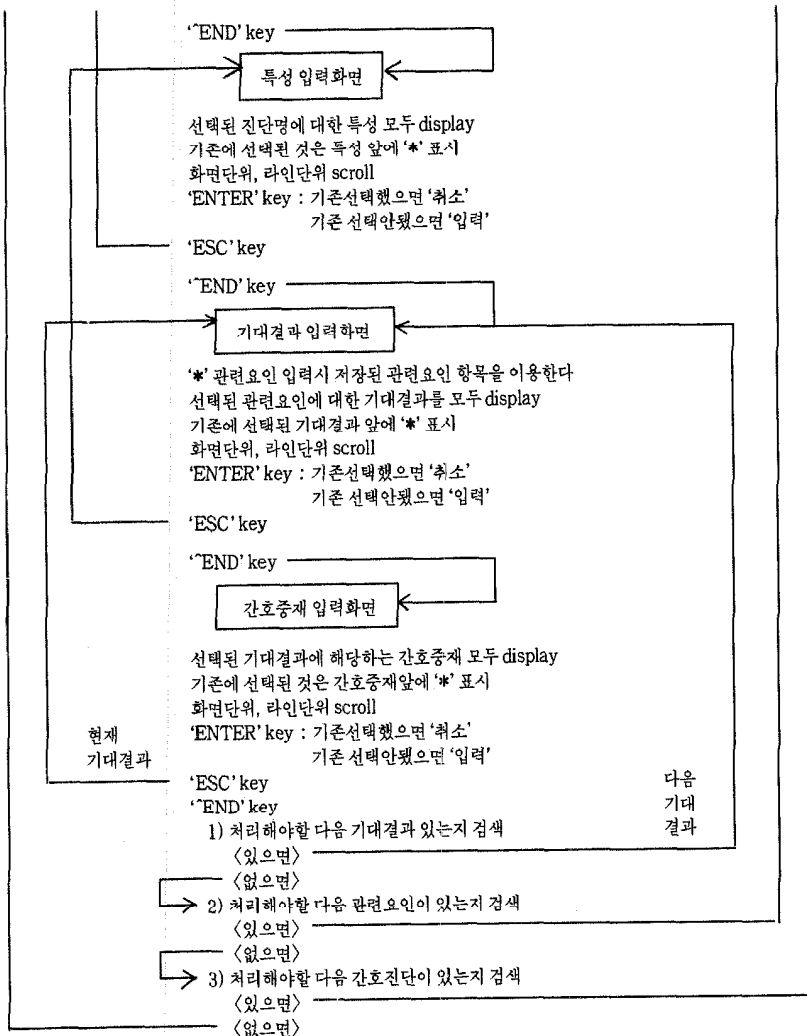 ‘^END’ key
특성 입력화면
선택된 진단명에 대한 특성 모두 display
기존에 선택된 것은 특성 앞에 ‘*’ 표시
화면단위, 라인단위 scroll
‘ENTER’ key : 기존선택했으면 ‘취소’
기존 선택안됐으면 ‘입력’
‘ESC’ key
‘^END’ key
기대결과 입력화면
‘*’ 관련요인 입력시 저장된 관련요인 항목을 이용한다
선택된 관련요인에 대한 기대결과를 모두 display
기존에 선택된 기대결과 앞에 ‘*’ 표시
화면단위, 라인단위 scroll
‘ENTER’ key : 기존선택했으면 ‘취소’
기존 선택안됐으면 ‘입력’
‘ESC’ key
‘^END’ key
간호중재 입력화면
선택된 기대결과에 해당하는 간호중재 모두 display
기존에 선택된 것은 간호중재앞에 ‘*’ 표시
화면단위, 라인단위 scroll
‘ENTER’ key : 기존선택했으면 ‘취소’
기존 선택안됐으면 ‘입력’
현재
기대결과
‘ESC’ key
‘^END’ key
다음
기대
결과
1) 처리해야할 다음 기대결과 있는지 검색
〈있으면〉
〈없으면〉
2) 처리해야할 다음 관련요인이 있는지 검색
〈있으면〉
〈없으면〉
3) 처리해야할 다음 간호진단이 있는지 검색
〈있으면〉
〈없으면〉